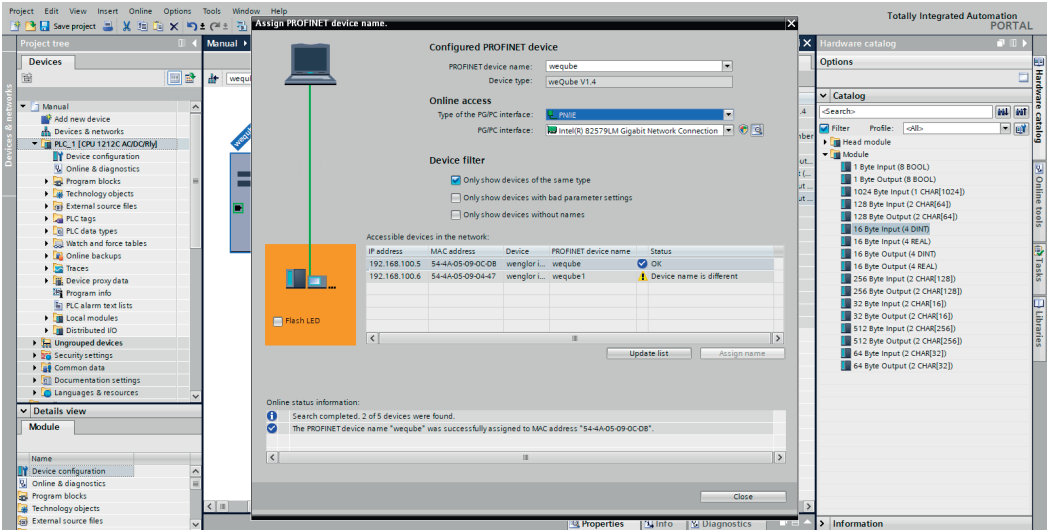 Project Edit View Insert Online Options Tools Window Help
Totally Integrated Automation
PORTAL
Save project
Project tree
Devices
Manual
Add new device
Devices & networks
PLC_1 [CPU 1212C AC/DC/Rly]
Device configuration
Online & diagnostics
Program blocks
Technology objects
External source files
PLC tags
PLC data types
Watch and force tables
Online backups
Traces
Device proxy data
Program info
PLC alarm text lists
Local modules
Distributed I/O
Ungrouped devices
Security settings
Common data
Documentation settings
Languages & resources
Details view
Module
Name
Device configuration
Online & diagnostics
Program blocks
Technology objects
External source files
Devices & networks
Manual
Assign PROFINET device name.
Configured PROFINET device
PROFINET device name: weqube
Device type: weQube V1.4
Online access
Type of the PG/PC interface: PN/IE
PG/PC interface: Intel(R) 82579LM Gigabit Network Connection
Device filter
Only show devices of the same type
Only show devices with bad parameter settings
Only show devices without names
Accessible devices in the network:
IP address MAC address Device PROFINET device name Status
192.168.100.5 54-4A-05-09-0C-DB wenglor i... weqube OK
192.168.100.6 54-4A-05-09-04-47 wenglor i... weqube1 Device name is different
Flash LED
Update list Assign name
Online status information:
Search completed. 2 of 5 devices were found.
The PROFINET device name "weqube" was successfully assigned to MAC address "54-4A-05-09-0C-DB".
Close
Properties Info Diagnostics
Hardware catalog
Options
Catalog
<Search>
Filter Profile: <All>
Head module
Module
1 Byte Input (8 BOOL)
1 Byte Output (8 BOOL)
1024 Byte Input (1 CHAR[1024])
128 Byte Input (2 CHAR[64])
128 Byte Output (2 CHAR[64])
16 Byte Input (4 DINT)
16 Byte Input (4 REAL)
16 Byte Output (4 DINT)
16 Byte Output (4 REAL)
256 Byte Input (2 CHAR[128])
256 Byte Output (2 CHAR[128])
32 Byte Input (2 CHAR[16])
32 Byte Output (2 CHAR[16])
512 Byte Input (2 CHAR[256])
512 Byte Output (2 CHAR[256])
64 Byte Input (2 CHAR[32])
64 Byte Output (2 CHAR[32])
Information
Hardware catalog
Online tools
Tasks
Libraries